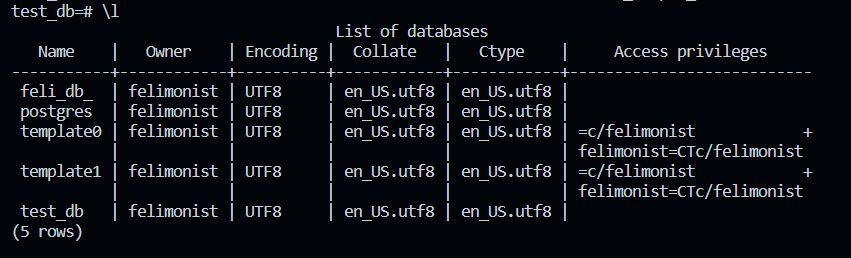 test_db=# \l
                                 List of databases
   Name    |   Owner    | Encoding |  Collate   |   Ctype    |     Access privileges
-----------+------------+----------+------------+------------+---------------------------
 feli_db_  | felimonist | UTF8     | en_US.utf8 | en_US.utf8 |
 postgres  | felimonist | UTF8     | en_US.utf8 | en_US.utf8 |
 template0 | felimonist | UTF8     | en_US.utf8 | en_US.utf8 | =c/felimonist            +
           |            |          |            |            | felimonist=CTc/felimonist
 template1 | felimonist | UTF8     | en_US.utf8 | en_US.utf8 | =c/felimonist            +
           |            |          |            |            | felimonist=CTc/felimonist
 test_db   | felimonist | UTF8     | en_US.utf8 | en_US.utf8 |
(5 rows)